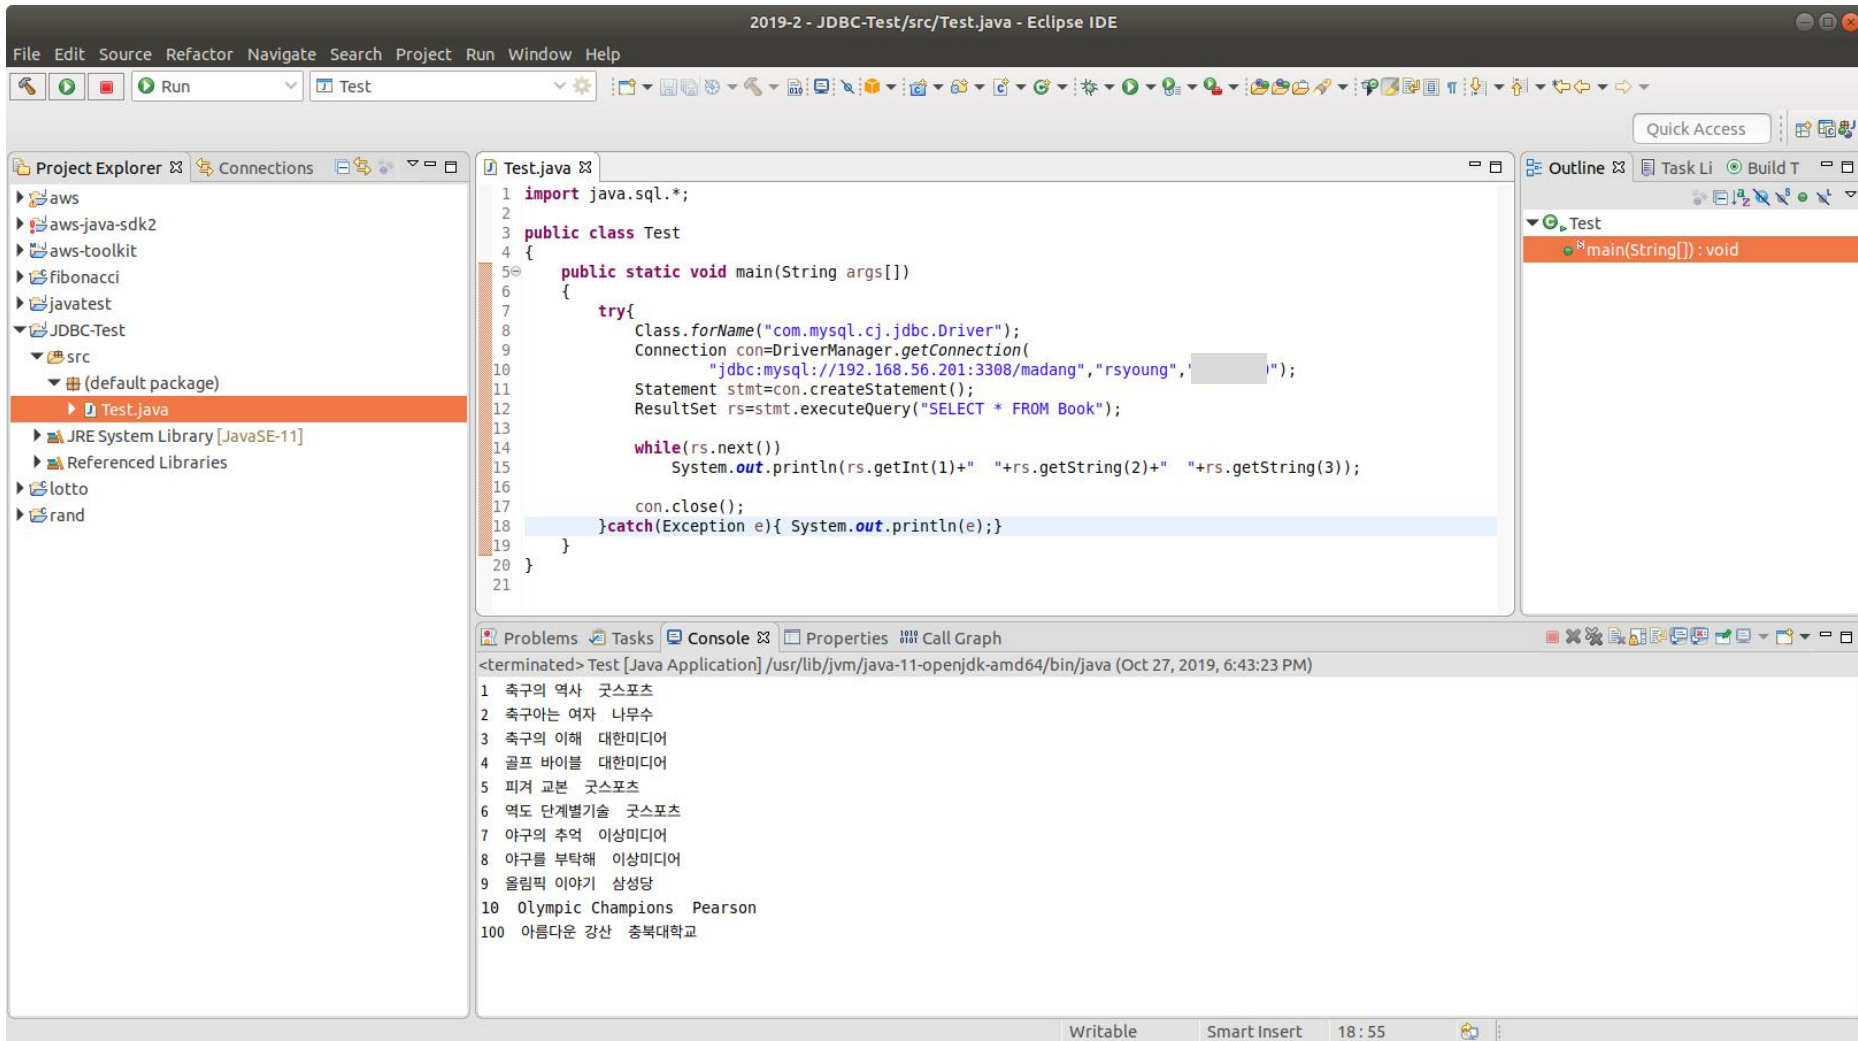 2019-2 - JDBC-Test/src/Test.java - Eclipse IDE
File Edit Source Refactor Navigate Search Project Run Window Help
Run Test
Quick Access
Project Explorer Connections
aws
aws-java-sdk2
aws-toolkit
fibonacci
javatest
JDBC-Test
src
(default package)
Test.java
JRE System Library [JavaSE-11]
Referenced Libraries
lotto
rand
Test.java
1 import java.sql.*;
2
3 public class Test
4 {
5 public static void main(String args[])
6 {
7 try{
8 Class.forName("com.mysql.cj.jdbc.Driver");
9 Connection con=DriverManager.getConnection(
10 "jdbc:mysql://192.168.56.201:3308/madang","rsyoung","");
11 Statement stmt=con.createStatement();
12 ResultSet rs=stmt.executeQuery("SELECT * FROM Book");
13
14 while(rs.next())
15 System.out.println(rs.getInt(1)+"  "+rs.getString(2)+"  "+rs.getString(3));
16
17 con.close();
18 }catch(Exception e){ System.out.println(e);}
19 }
20 }
21
Outline Task Li Build T
Test
main(String[]) : void
Problems Tasks Console Properties Call Graph
<terminated> Test [Java Application] /usr/lib/jvm/java-11-openjdk-amd64/bin/java (Oct 27, 2019, 6:43:23 PM)
1 축구의 역사 굿스포츠
2 축구아는 여자 나무수
3 축구의 이해 대한미디어
4 골프 바이블 대한미디어
5 피겨 교본 굿스포츠
6 역도 단계별기술 굿스포츠
7 야구의 추억 이상미디어
8 야구를 부탁해 이상미디어
9 올림픽 이야기 삼성당
10 Olympic Champions Pearson
100 아름다운 강산 충북대학교
Writable Smart Insert 18 : 55